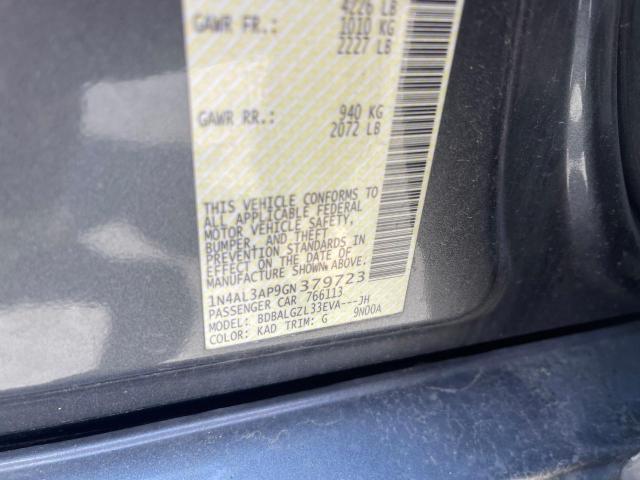 4226 LB
GAWR FR.: 1010 KG
2227 LB
GAWR RR.: 940 KG
2072 LB
THIS VEHICLE CONFORMS TO
ALL APPLICABLE FEDERAL
MOTOR VEHICLE SAFETY,
BUMPER, AND THEFT
PREVENTION STANDARDS IN
EFFECT ON THE DATE OF
MANUFACTURE SHOWN ABOVE.
1N4AL3AP9GN379723
PASSENGER CAR 766113
MODEL: BDBALGZL33EVA---JH
COLOR: KAD TRIM: G 9N00A